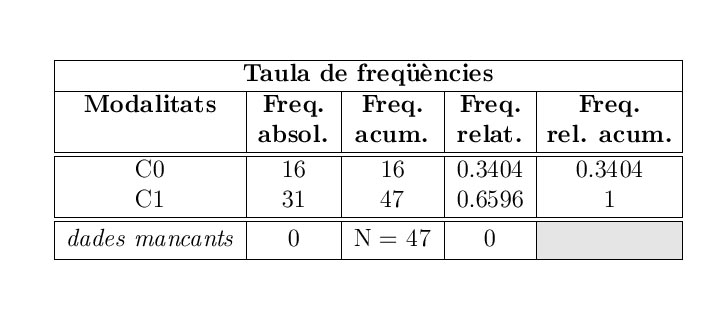 Taula de freqüències
Modalitats Freq. Freq. Freq. Freq.
absol. acum. relat. rel. acum.
C0 16 16 0.3404 0.3404
C1 31 47 0.6596 1
dades mancants 0 N = 47 0